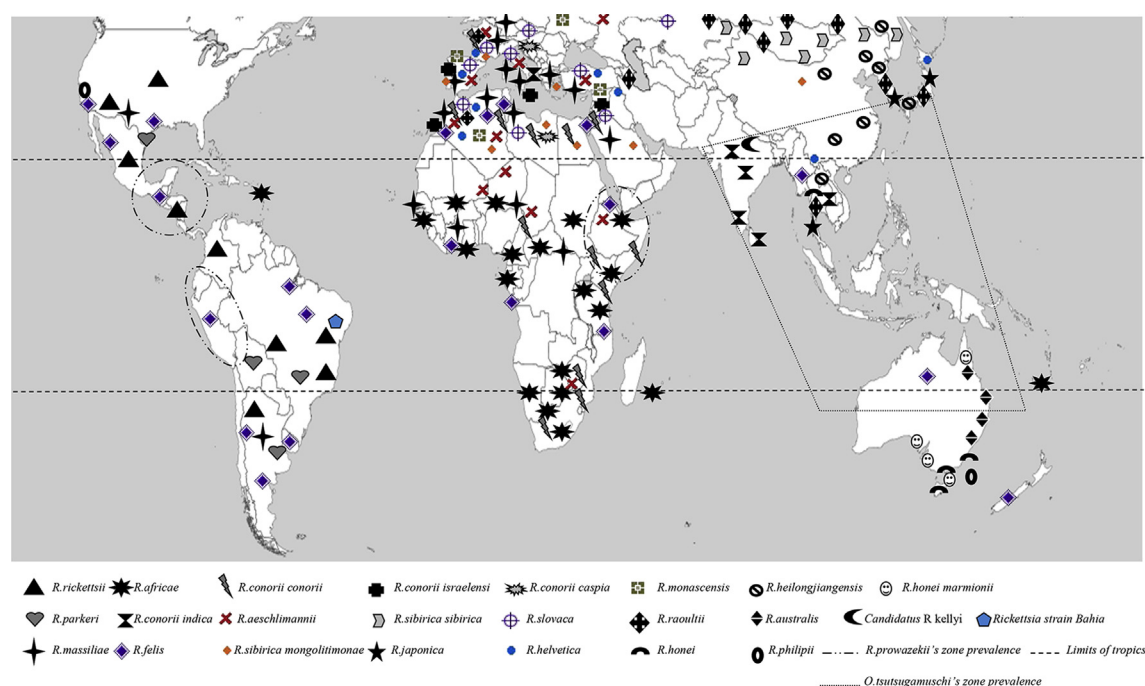 R.rickettsii R.africae R.conorii conorii R.conorii israelensi R.conorii caspia R.monascensis R.heilongjiangensis R.honei marmionii
R.parkeri R.conorii indica R.aeschlimannii R.sibirica sibirica R.slovaca R.raoultii R.australis Candidatus R kellyi Rickettsia strain Bahia
R.massiliae R.felis R.sibirica mongolitimonae R.japonica R.helvetica R.honei R.philipii R.prowazekii's zone prevalence Limits of tropics
O.tsutsugamuschi's zone prevalence